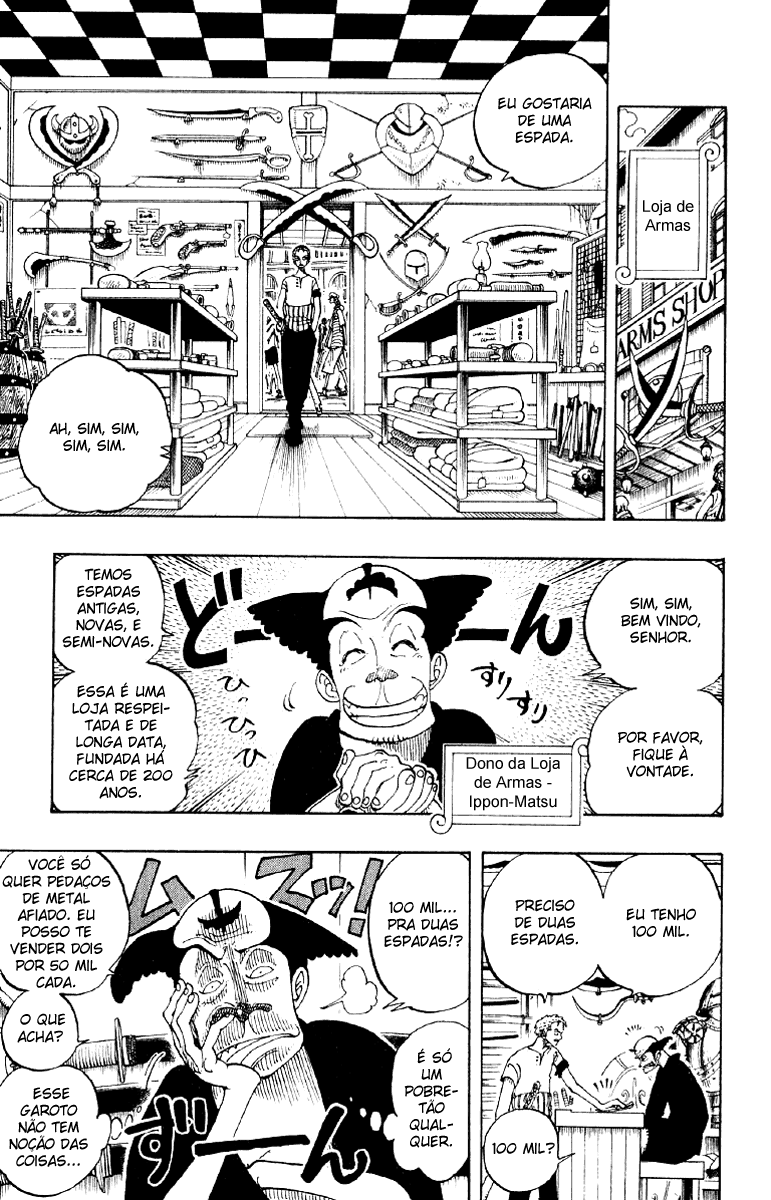 Loja de
Armas
ARMS SHOP
EU GOSTARIA
DE UMA
ESPADA.
AH, SIM, SIM,
SIM, SIM.
SIM, SIM,
BEM VINDO,
SENHOR.
POR FAVOR,
FIQUE À
VONTADE.
どーーん
すりすり
ひっひっひ
TEMOS
ESPADAS
ANTIGAS,
NOVAS, E
SEMI-NOVAS.
ESSA É UMA
LOJA RESPEI-
TADA E DE
LONGA DATA,
FUNDADA HÁ
CERCA DE 200
ANOS.
Dono da Loja
de Armas -
Ippon-Matsu
EU TENHO
100 MIL.
PRECISO
DE DUAS
ESPADAS.
100 MIL?
100 MIL...
PRA DUAS
ESPADAS!?
ムスッ!
É SÓ
UM
POBRE-
TÃO
QUAL-
QUER.
VOCÊ SÓ
QUER PEDAÇOS
DE METAL
AFIADO. EU
POSSO TE
VENDER DOIS
POR 50 MIL
CADA.
O QUE
ACHA?
ESSE
GAROTO
NÃO TEM
NOÇÃO DAS
COISAS...
ずーーん